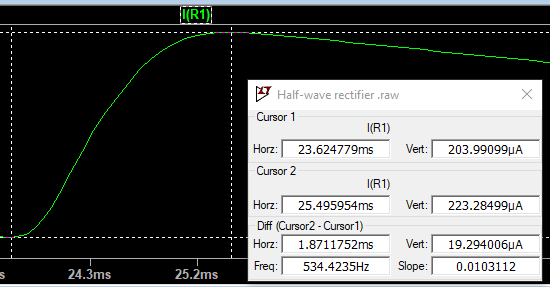 I(R1)
Half-wave rectifier .raw
Cursor 1
I(R1)
Horz: 23.624779ms Vert: 203.99099µA
Cursor 2
I(R1)
Horz: 25.495954ms Vert: 223.28499µA
Diff (Cursor2 - Cursor1)
Horz: 1.8711752ms Vert: 19.294006µA
Freq: 534.4235Hz Slope: 0.0103112
s 24.3ms 25.2ms